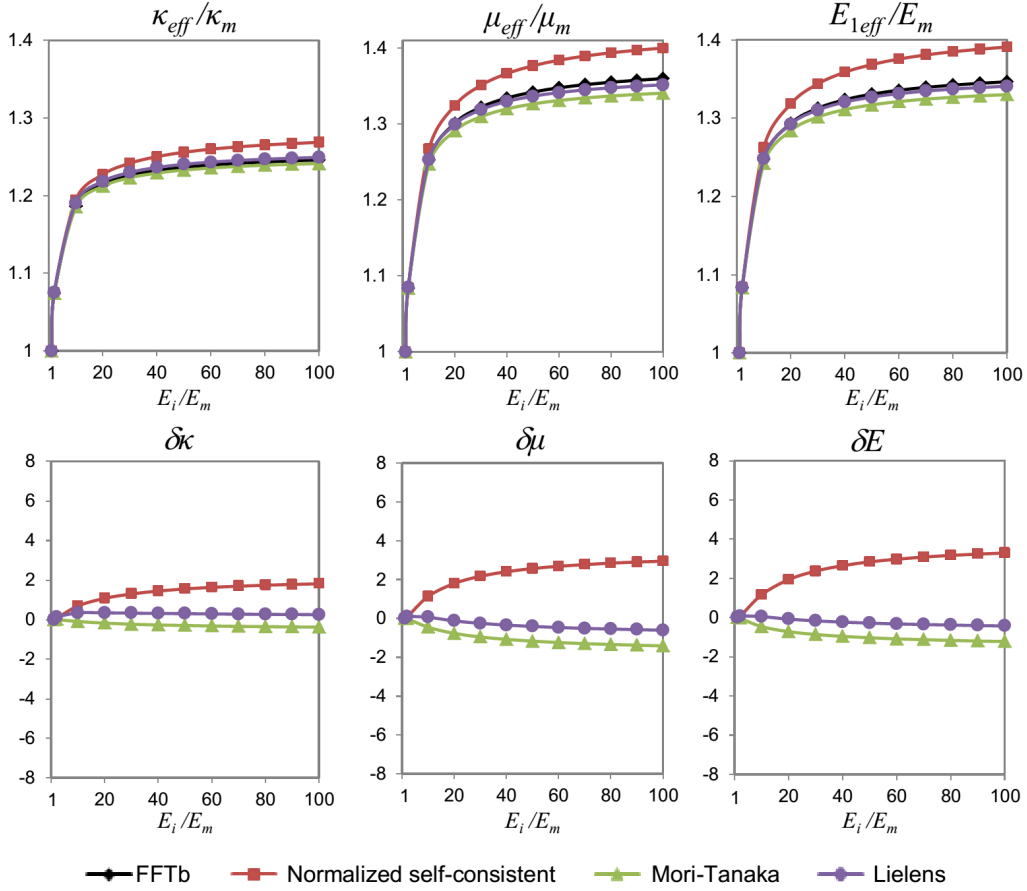 κeff/κm
μeff/μm
E1eff/Em
1.4
1.3
1.2
1.1
1
1 20 40 60 80 100
Ei/Em
1.4
1.3
1.2
1.1
1
1 20 40 60 80 100
Ei/Em
1.4
1.3
1.2
1.1
1
1 20 40 60 80 100
Ei/Em
δκ
δμ
δE
8
6
4
2
0
-2
-4
-6
-8
1 20 40 60 80 100
Ei/Em
8
6
4
2
0
-2
-4
-6
-8
1 20 40 60 80 100
Ei/Em
8
6
4
2
0
-2
-4
-6
-8
1 20 40 60 80 100
Ei/Em
FFTb Normalized self-consistent Mori-Tanaka Lielens